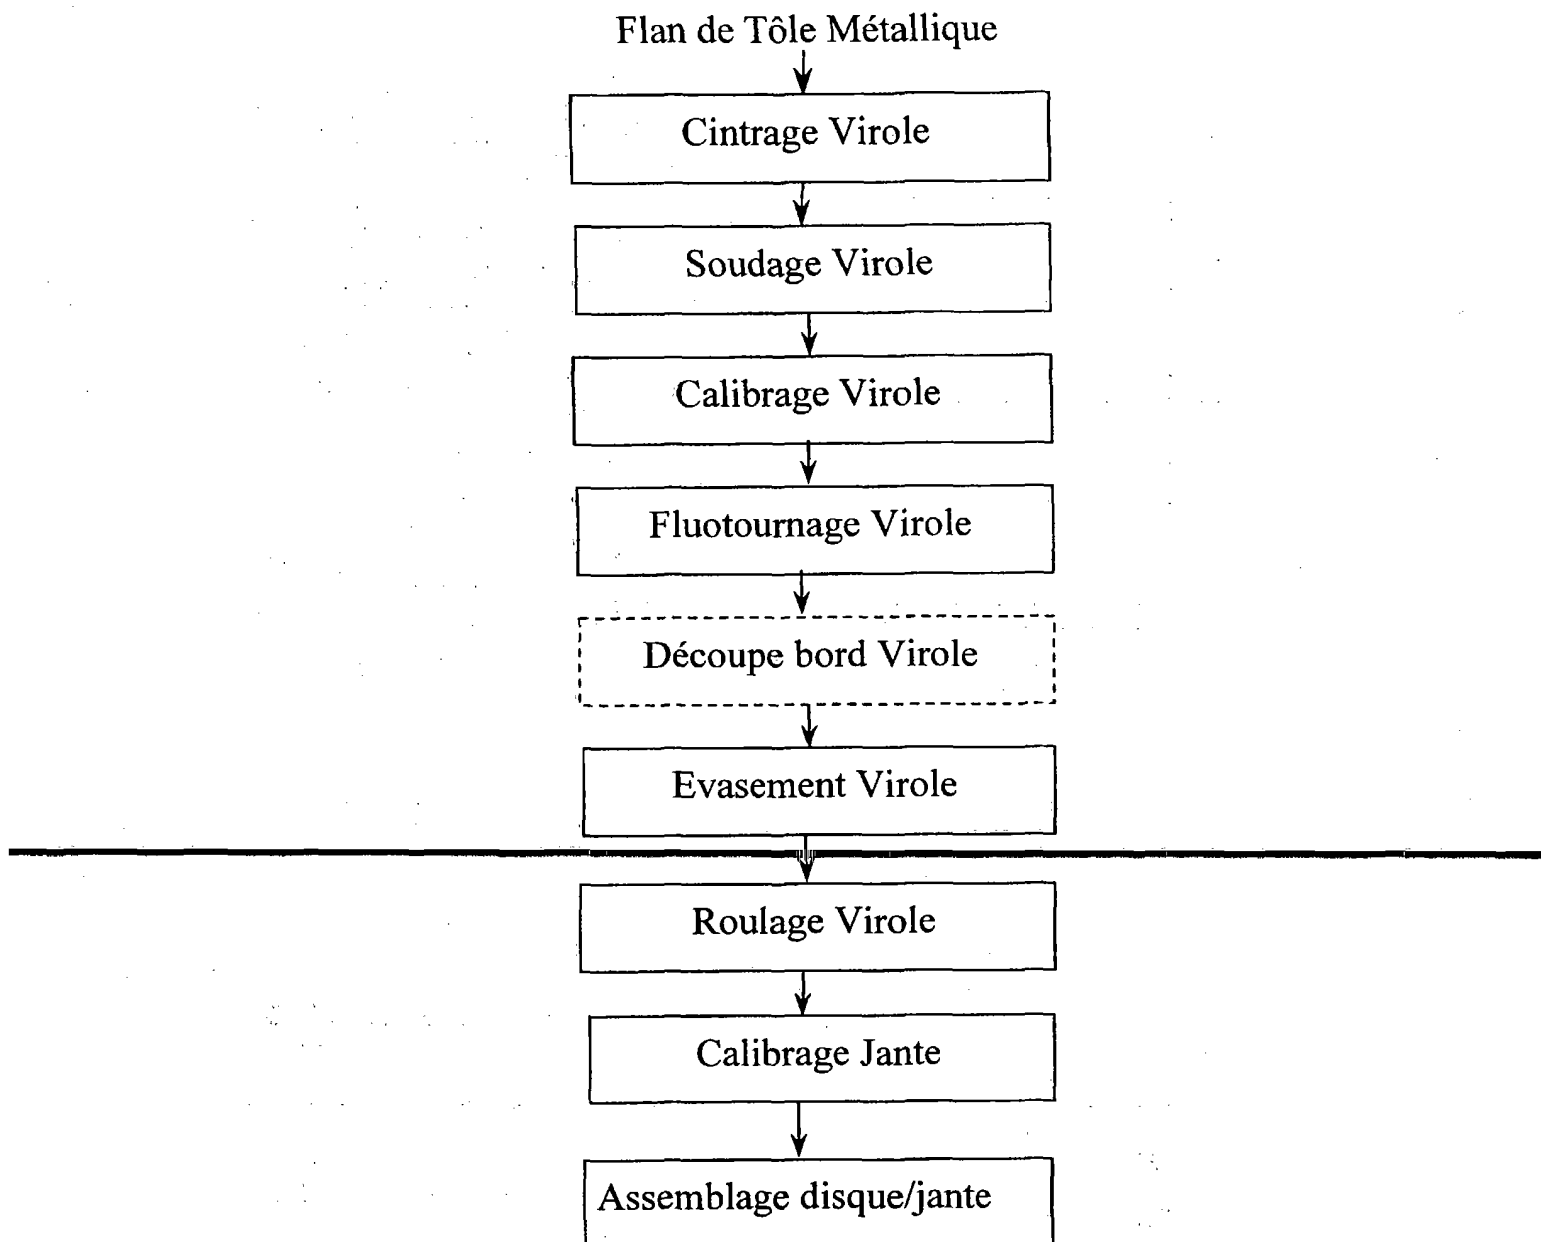 Flan de Tôle Métallique
Cintrage Virole
Soudage Virole
Calibrage Virole
Fluotournage Virole
Découpe bord Virole
Evasement Virole
Roulage Virole
Calibrage Jante
Assemblage disque/jante